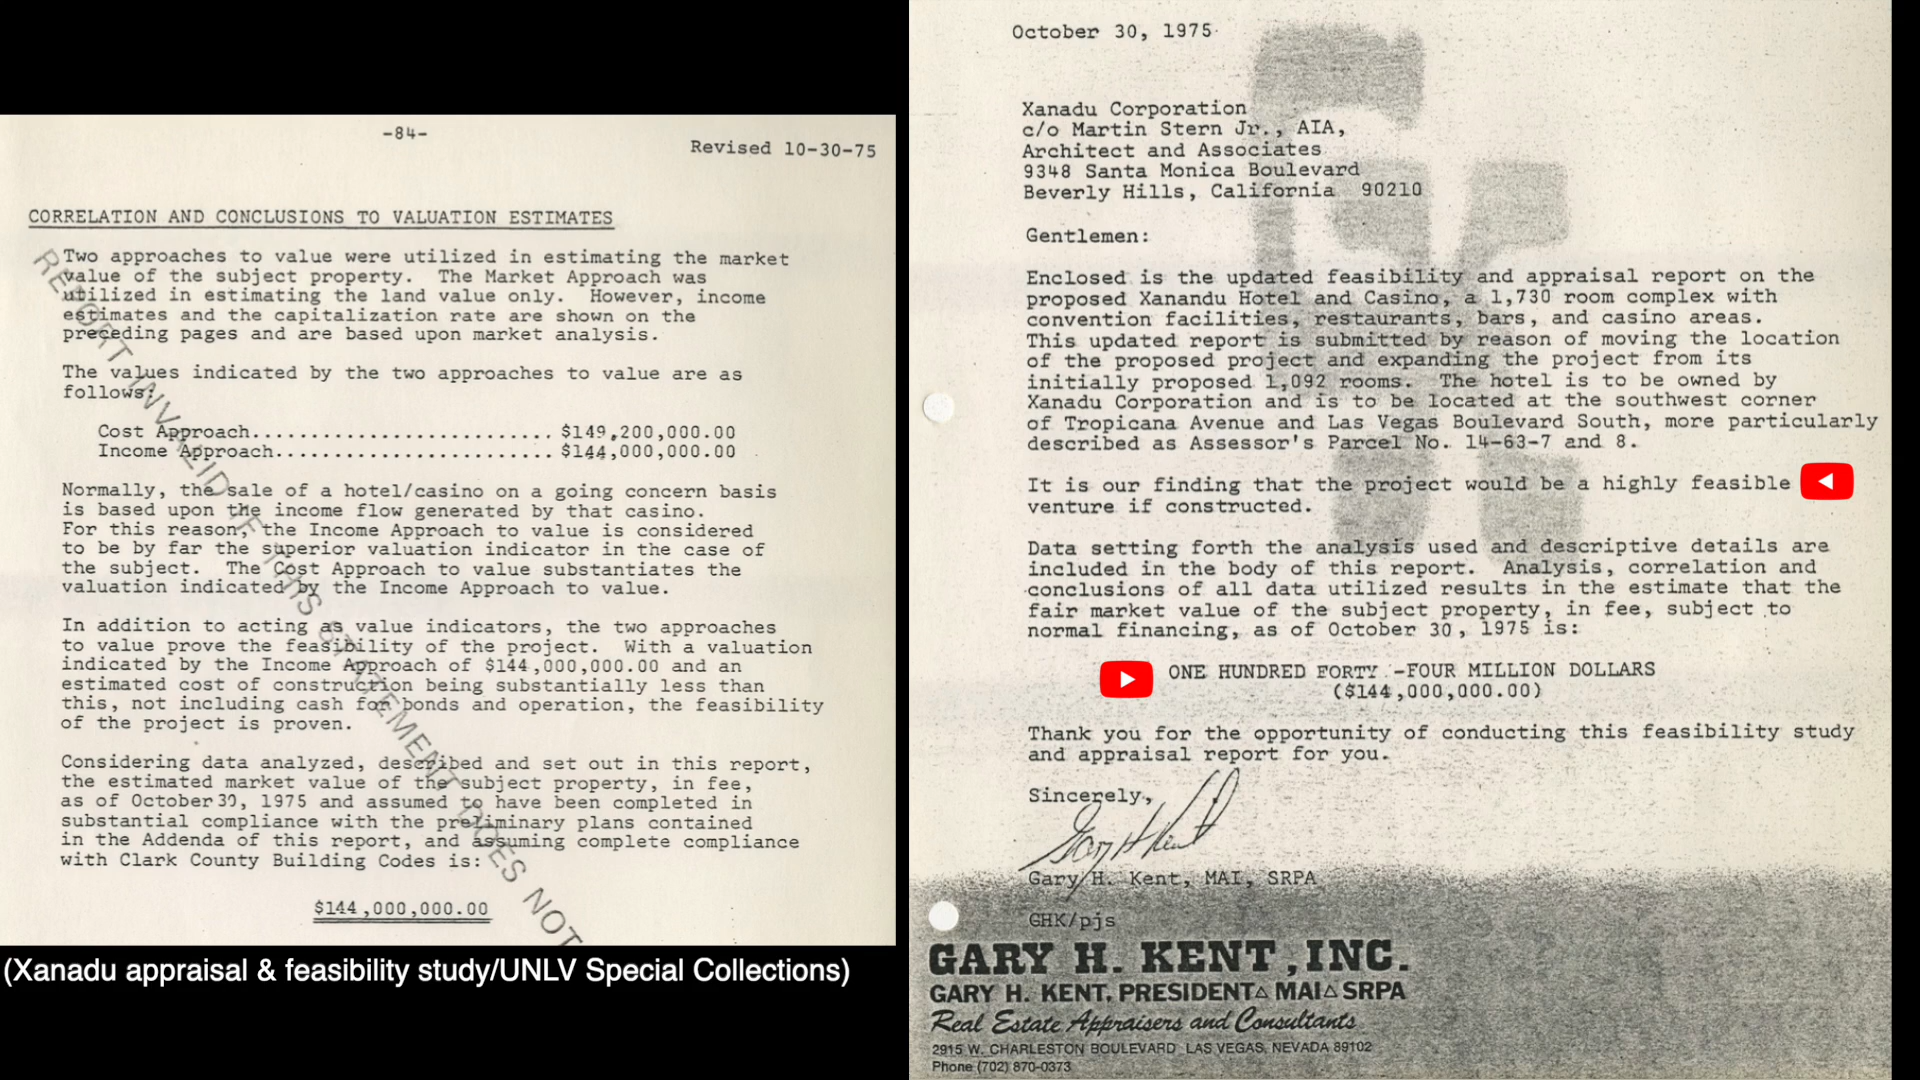 -84-
Revised 10-30-75
CORRELATION AND CONCLUSIONS TO VALUATION ESTIMATES
Two approaches to value were utilized in estimating the market
value of the subject property. The Market Approach was
utilized in estimating the land value only. However, income
estimates and the capitalization rate are shown on the
preceding pages and are based upon market analysis.
The values indicated by the two approaches to value are as
follows:
Cost Approach.......................... $149,200,000.00
Income Approach........................ $144,000,000.00
Normally, the sale of a hotel/casino on a going concern basis
is based upon the income flow generated by that casino.
For this reason, the Income Approach to value is considered
to be by far the superior valuation indicator in the case of
the subject. The Cost Approach to value substantiates the
valuation indicated by the Income Approach to value.
In addition to acting as value indicators, the two approaches
to value prove the feasibility of the project. With a valuation
indicated by the Income Approach of $144,000,000.00 and an
estimated cost of construction being substantially less than
this, not including cash for bonds and operation, the feasibility
of the project is proven.
Considering data analyzed, described and set out in this report,
the estimated market value of the subject property, in fee,
as of October 30, 1975 and assumed to have been completed in
substantial compliance with the preliminary plans contained
in the Addenda of this report, and assuming complete compliance
with Clark County Building Codes is:
$144,000,000.00
REPORT INVALID IF THIS STATEMENT DOES NOT
(Xanadu appraisal & feasibility study/UNLV Special Collections)
October 30, 1975
Xanadu Corporation
c/o Martin Stern Jr., AIA,
Architect and Associates
9348 Santa Monica Boulevard
Beverly Hills, California 90210
Gentlemen:
Enclosed is the updated feasibility and appraisal report on the
proposed Xanandu Hotel and Casino, a 1,730 room complex with
convention facilities, restaurants, bars, and casino areas.
This updated report is submitted by reason of moving the location
of the proposed project and expanding the project from its
initially proposed 1,092 rooms. The hotel is to be owned by
Xanadu Corporation and is to be located at the southwest corner
of Tropicana Avenue and Las Vegas Boulevard South, more particularly
described as Assessor's Parcel No. 14-63-7 and 8.
It is our finding that the project would be a highly feasible
venture if constructed.
Data setting forth the analysis used and descriptive details are
included in the body of this report. Analysis, correlation and
conclusions of all data utilized results in the estimate that the
fair market value of the subject property, in fee, subject to
normal financing, as of October 30, 1975 is:
ONE HUNDRED FORTY -FOUR MILLION DOLLARS
($144,000,000.00)
Thank you for the opportunity of conducting this feasibility study
and appraisal report for you.
Sincerely,
Gary H. Kent
Gary H. Kent, MAI, SRPA
GHK/pjs
GARY H. KENT, INC.
GARY H. KENT, PRESIDENT△ MAI△ SRPA
Real Estate Appraisers and Consultants
2915 W. CHARLESTON BOULEVARD LAS VEGAS, NEVADA 89102
Phone (702) 870-0373